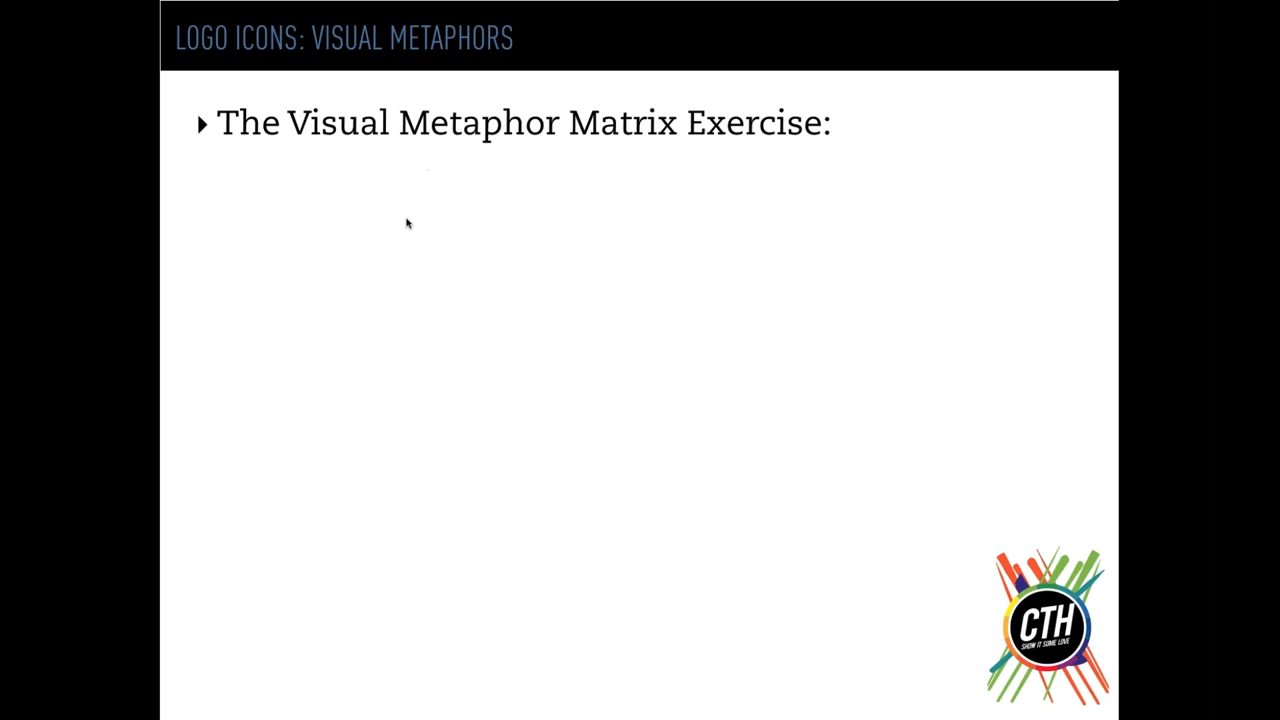 LOGO ICONS: VISUAL METAPHORS
The Visual Metaphor Matrix Exercise:
CTH
SHOW IT SOME LOVE